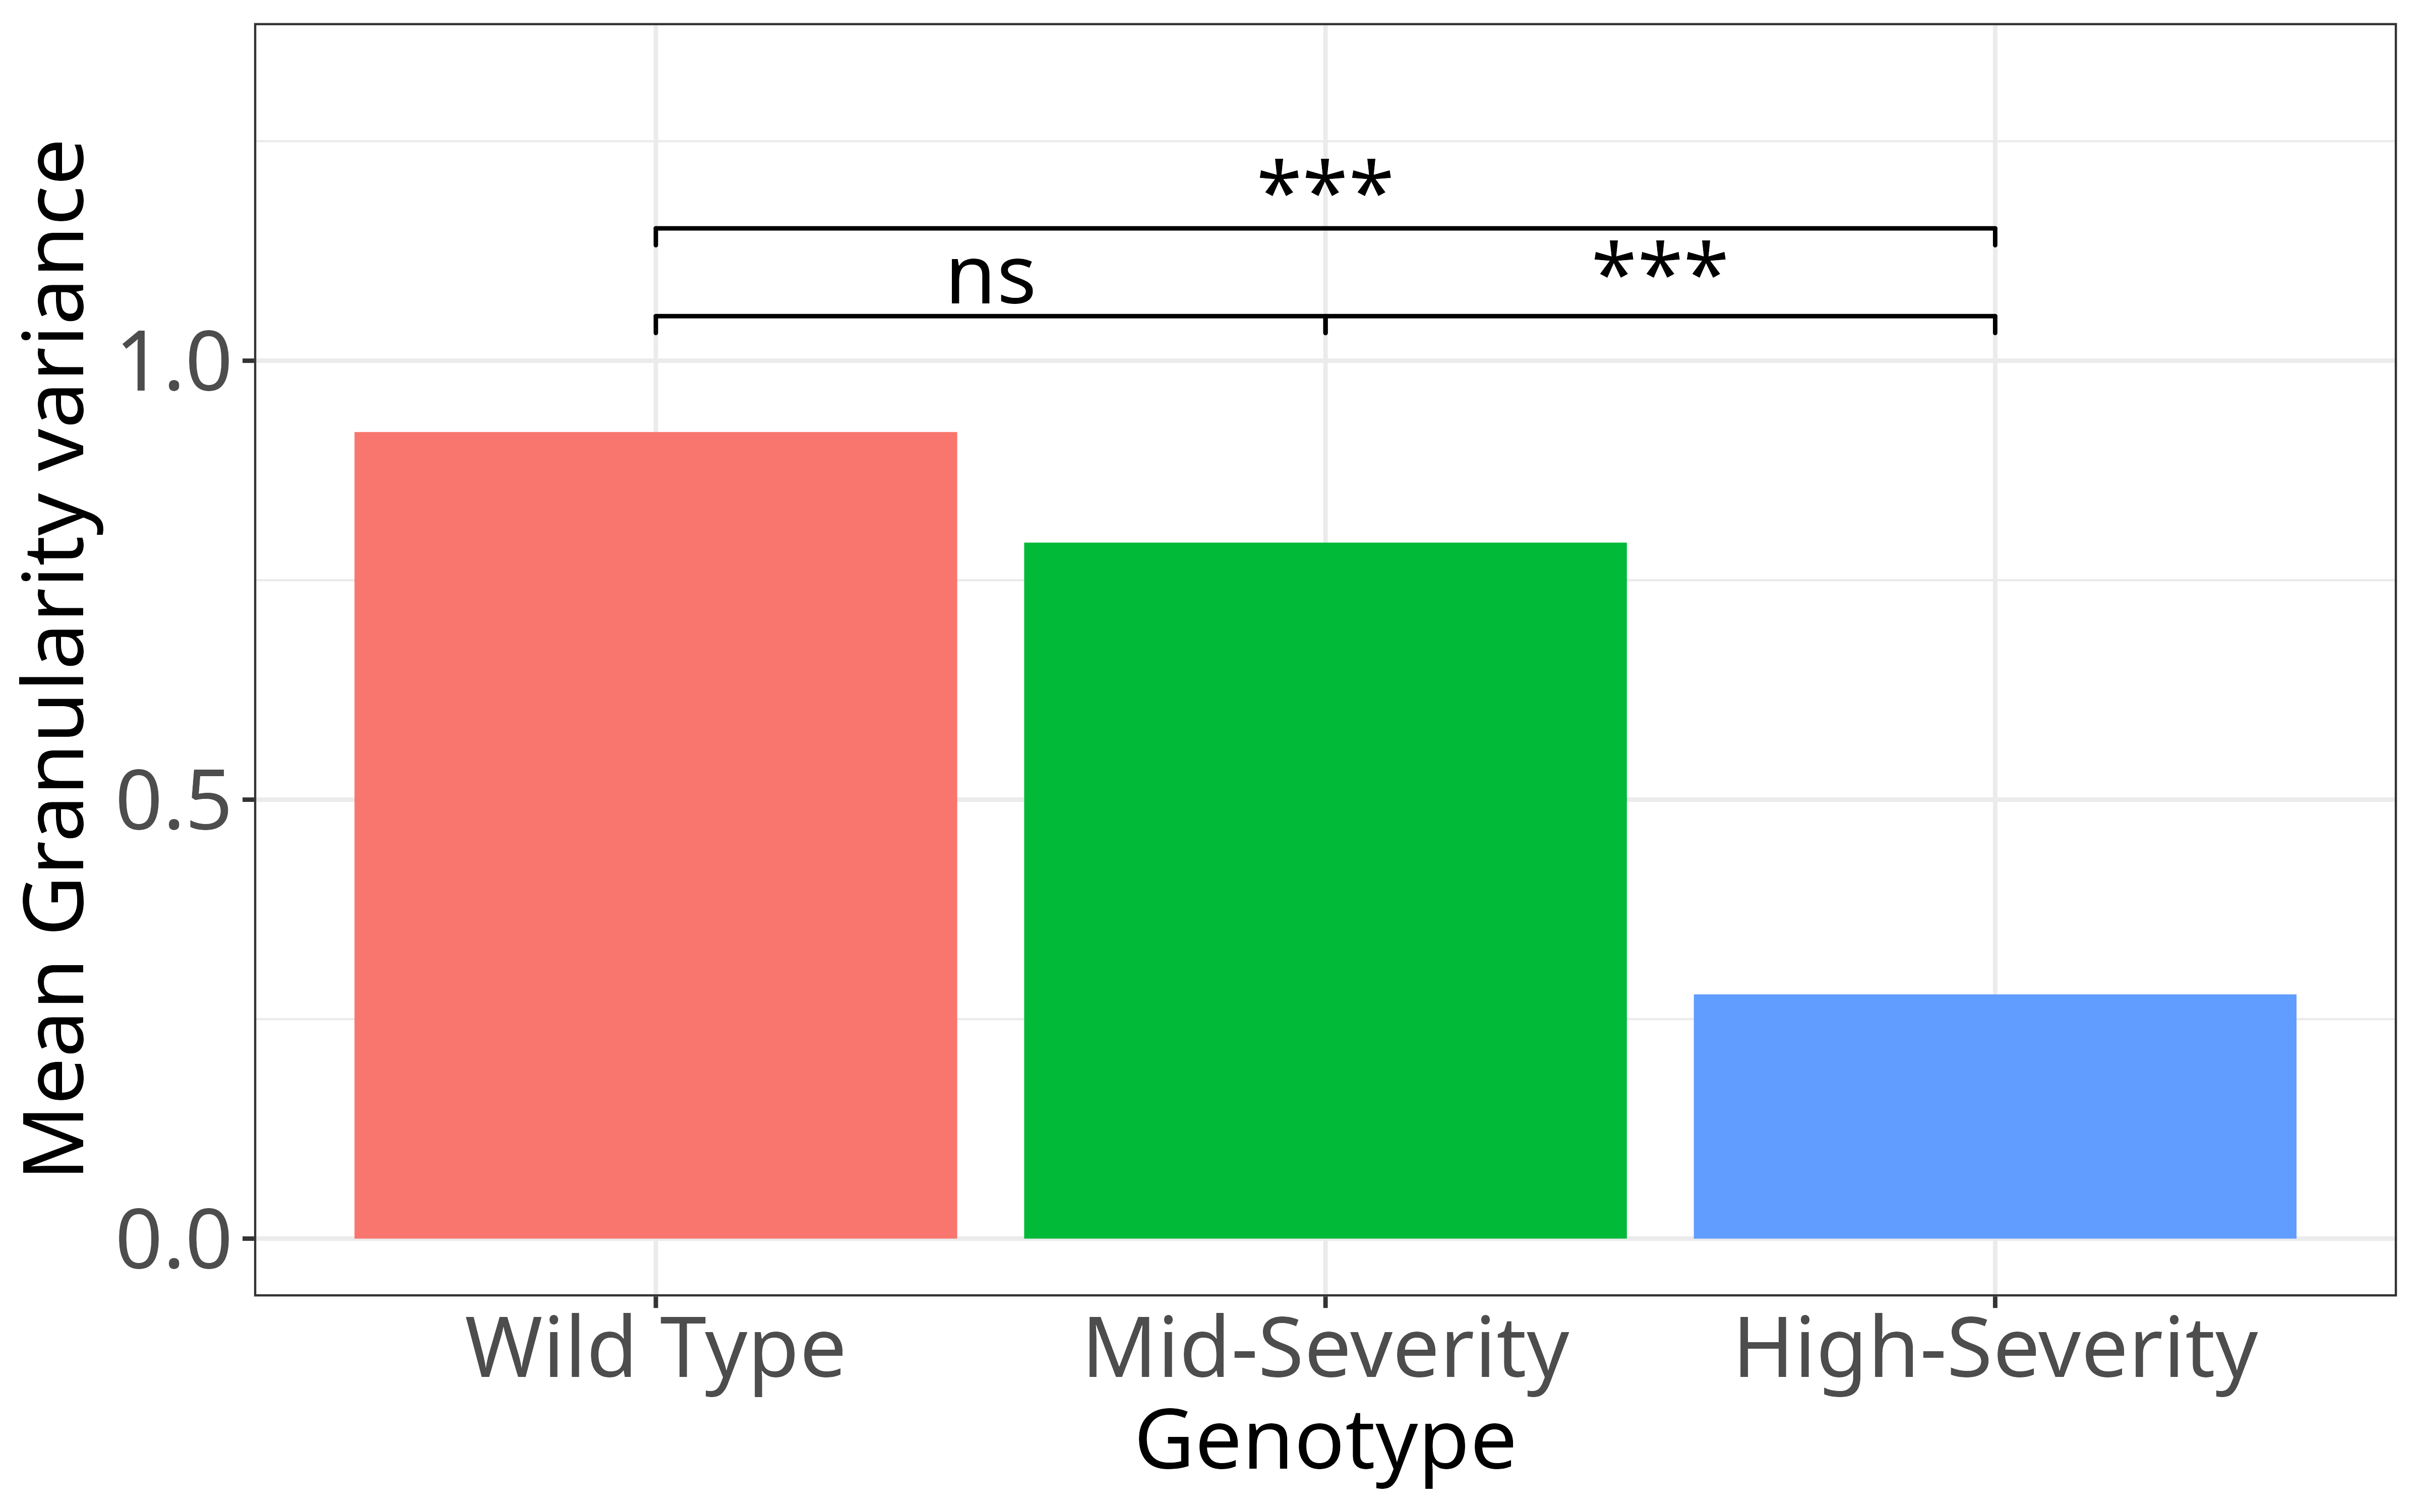 Mean Granularity variance
***
ns
***
1.0
0.5
0.0
Wild Type
Mid-Severity
High-Severity
Genotype